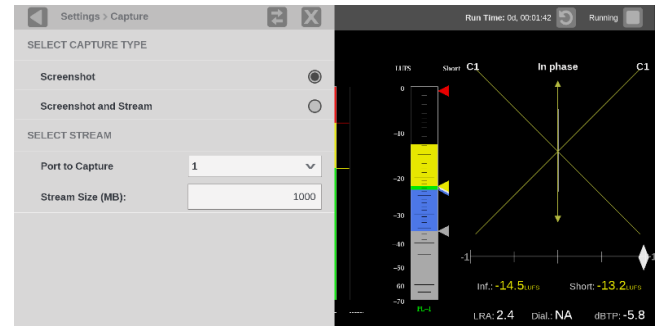 Settings > Capture
Run Time: 0d, 00:01:42
Running
SELECT CAPTURE TYPE
Screenshot
Screenshot and Stream
SELECT STREAM
Port to Capture
1
Stream Size (MB):
1000
LUFS
Short
0
-10
-20
-30
-40
-50
60
-70
C1
In phase
C1
-1
1
Inf.: -14.5LUFS
Short: -13.2LUFS
LRA: 2.4
Dial.: NA
dBTP: -5.8